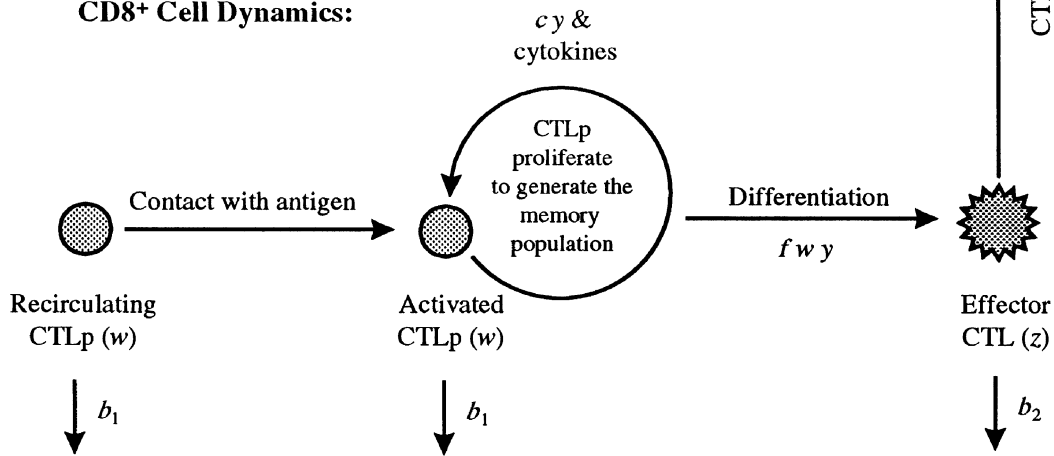 CD8⁺ Cell Dynamics:
c y &
cytokines
CT
CTLp
proliferate
to generate the
memory
population
Contact with antigen
Differentiation
f w y
Recirculating
CTLp (w)
Activated
CTLp (w)
Effector
CTL (z)
b₁
b₁
b₂